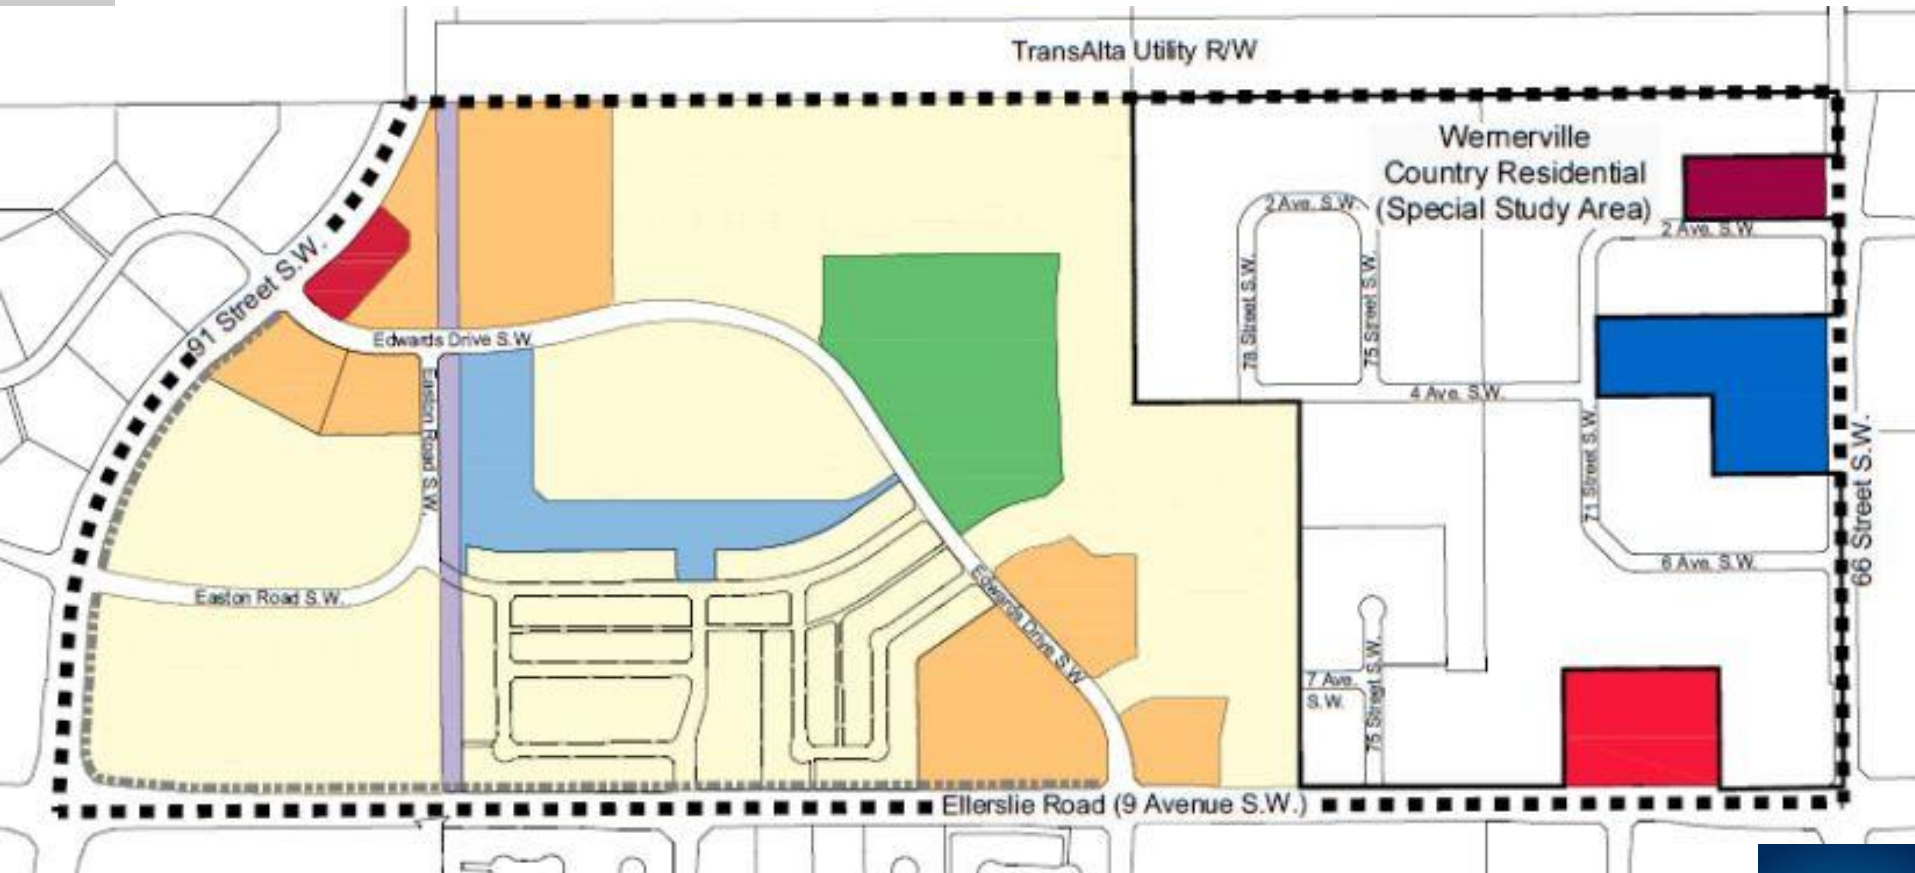 TransAlta Utility R/W
Wernerville
Country Residential
(Special Study Area)
2 Ave. S.W.
2 Ave. S.W.
91 Street S.W.
78 Street S.W.
75 Street S.W.
Edwards Drive S.W.
4 Ave. S.W.
Easton Road S.W.
71 Street S.W.
66 Street S.W.
6 Ave. S.W.
Easton Road S.W.
Edwards Drive S.W.
7 Ave.
S.W.
75 Street S.W.
Ellerslie Road (9 Avenue S.W.)